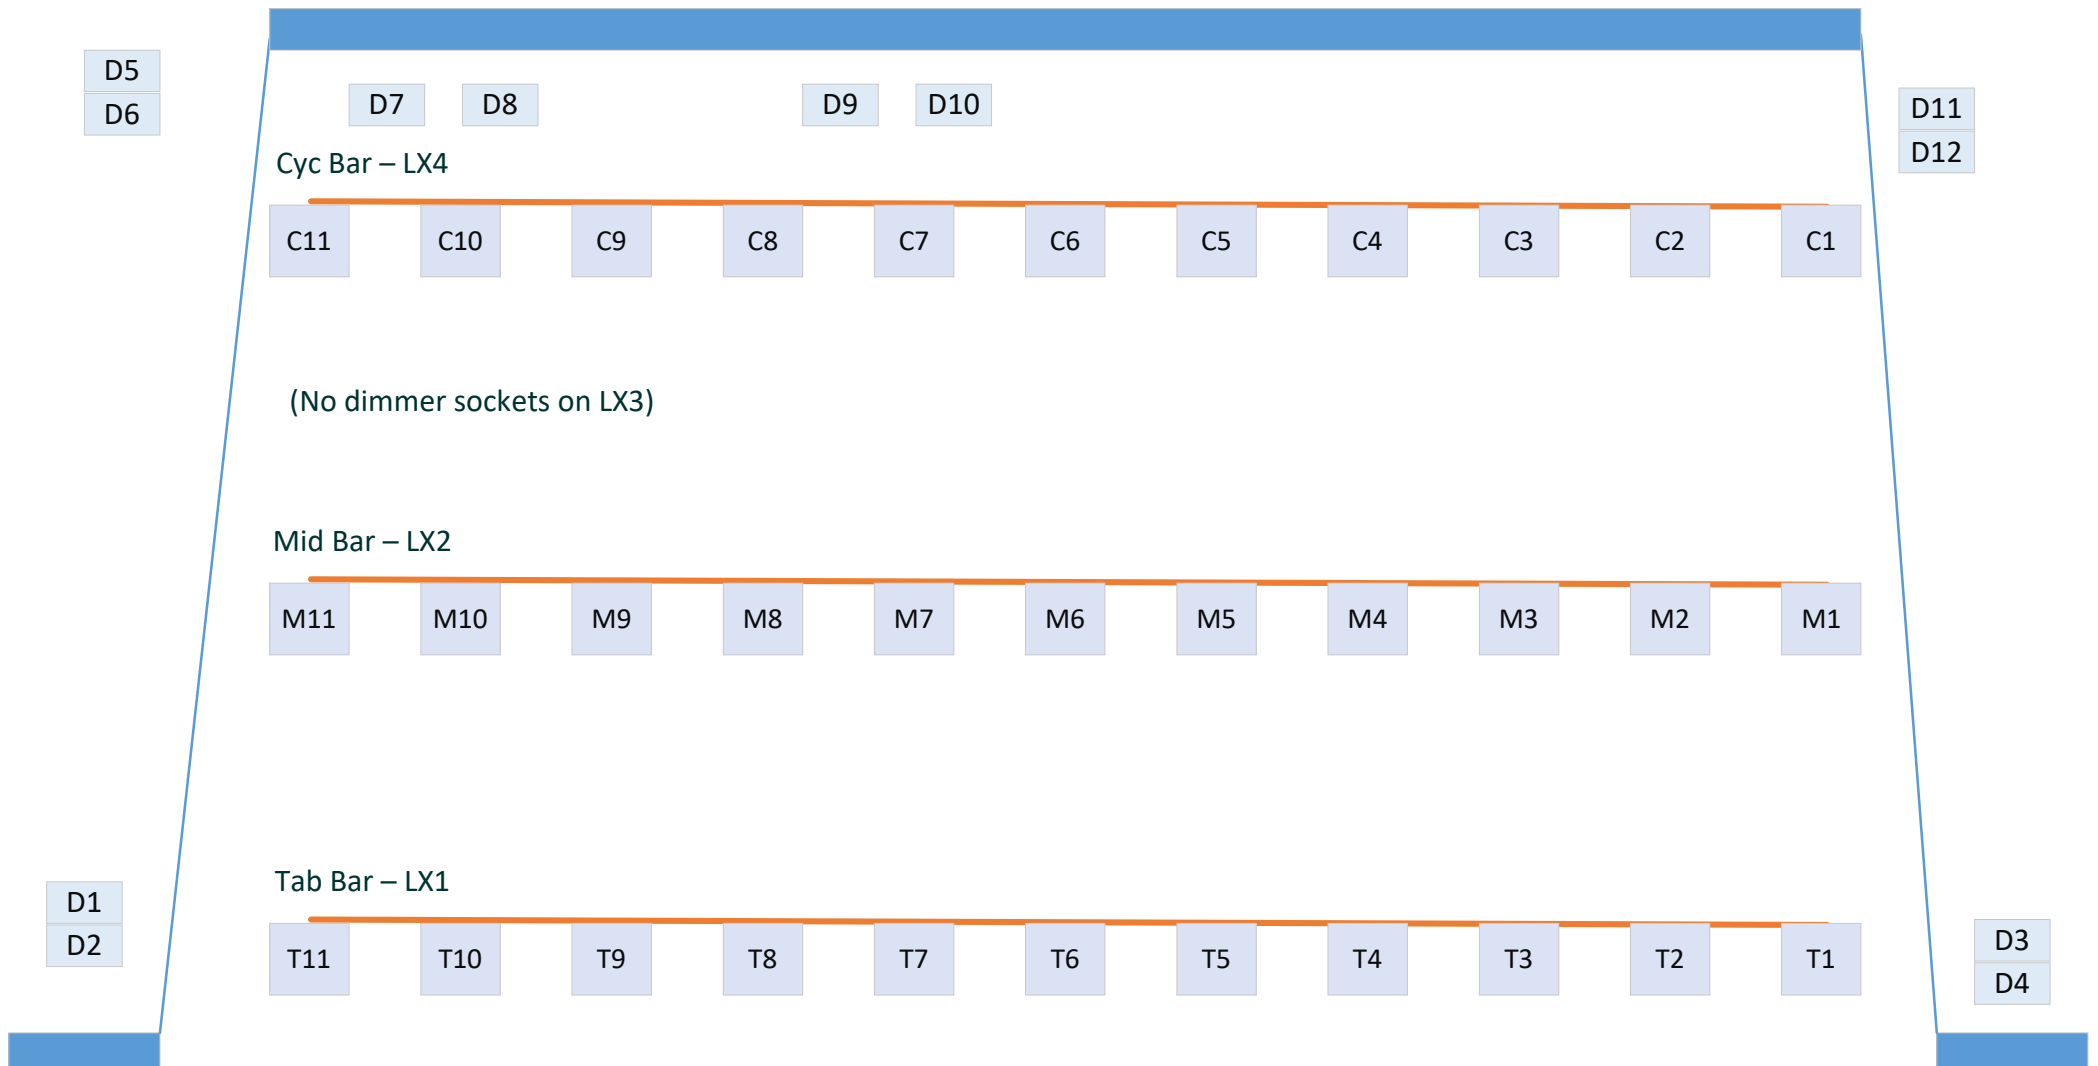 D5
D6
D7 D8 D9 D10
D11
D12
Cyc Bar – LX4
C11 C10 C9 C8 C7 C6 C5 C4 C3 C2 C1
(No dimmer sockets on LX3)
Mid Bar – LX2
M11 M10 M9 M8 M7 M6 M5 M4 M3 M2 M1
Tab Bar – LX1
D1
D2
T11 T10 T9 T8 T7 T6 T5 T4 T3 T2 T1
D3
D4